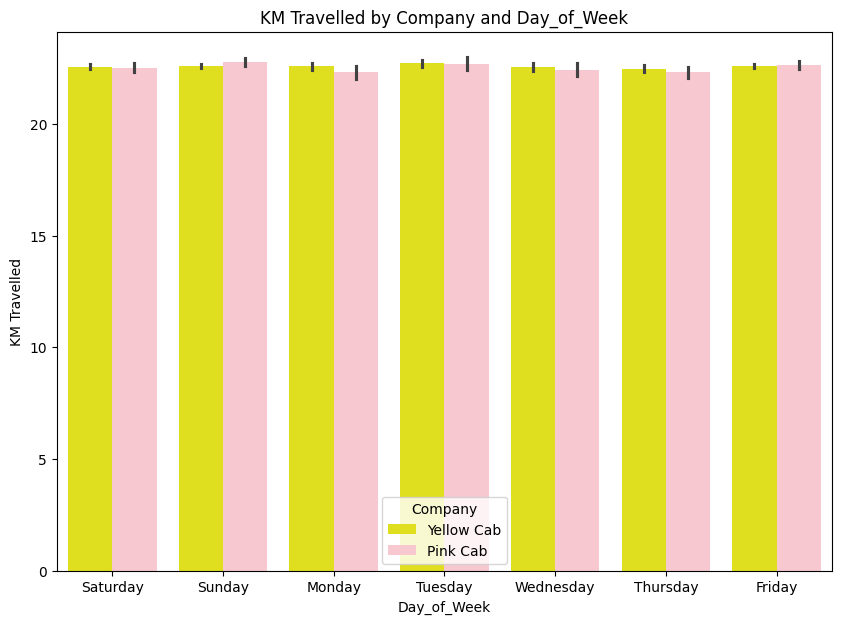 KM Travelled by Company and Day_of_Week
KM Travelled
20
15
10
5
0
Company
Yellow Cab
Pink Cab
Saturday Sunday Monday Tuesday Wednesday Thursday Friday
Day_of_Week